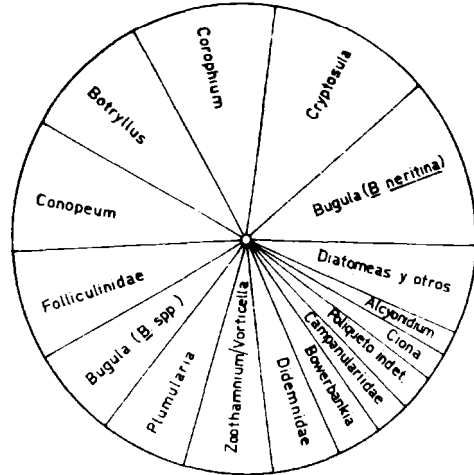 Corophium
Cryptosula
Bugula (B neritina)
Diatomeas y otros
Alcyonidium
Ciona
Poliqueto indet.
Campanulariidae
Bowerbankia
Didemnidae
Zoothamnium/Vorticella
Plumularia
Bugula (B spp)
Folliculinidae
Conopeum
Botryllus